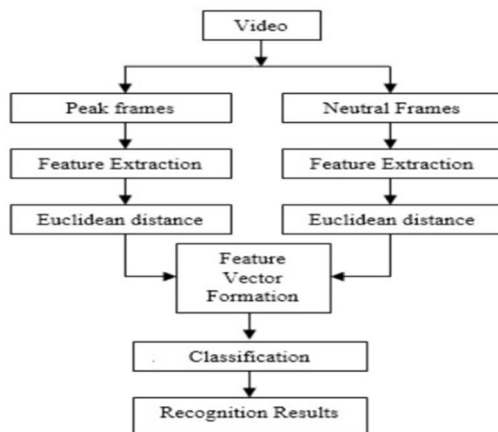 Video
Peak frames
Neutral Frames
Feature Extraction
Feature Extraction
Euclidean distance
Euclidean distance
Feature
Vector
Formation
Classification
Recognition Results